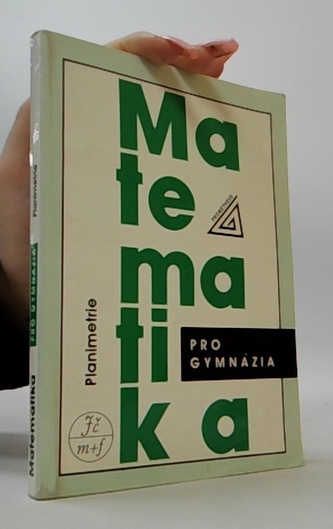 Ma
te
ma
ti
ka
PRO
GYMNÁZIA
Planimetrie
PROMETHEUS
Jč
m+f
Matematika
PRO GYMNÁZIA
Planimetrie